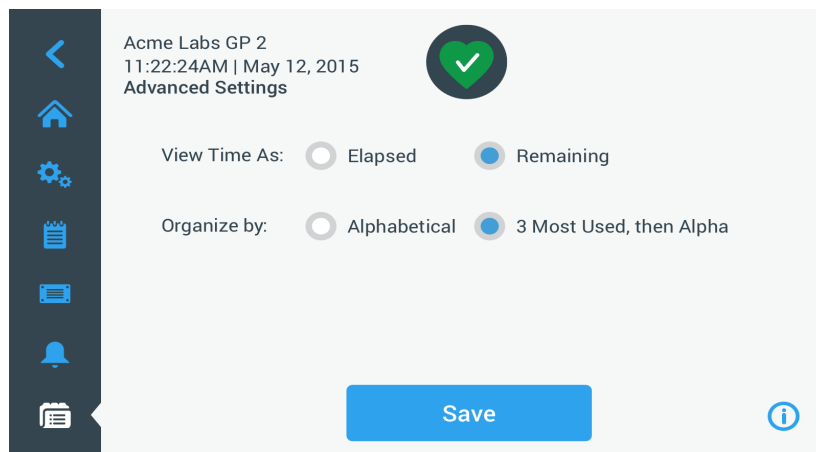 Acme Labs GP 2
11:22:24AM | May 12, 2015
Advanced Settings
View Time As: Elapsed Remaining
Organize by: Alphabetical 3 Most Used, then Alpha
Save